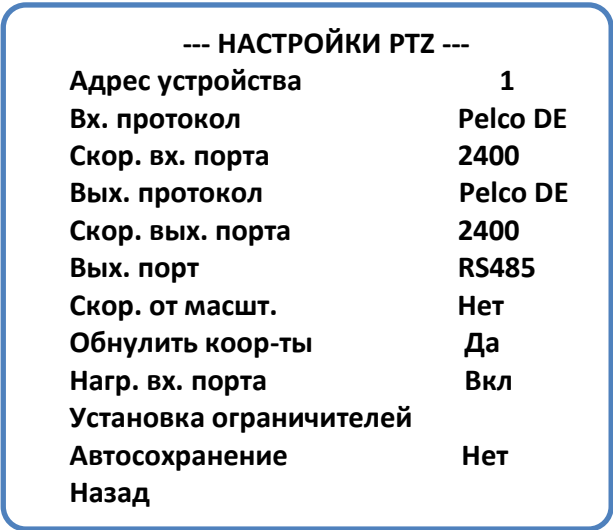 --- НАСТРОЙКИ PTZ ---
Адрес устройства 1
Вх. протокол Pelco DE
Скор. вх. порта 2400
Вых. протокол Pelco DE
Скор. вых. порта 2400
Вых. порт RS485
Скор. от масшт. Нет
Обнулить коор-ты Да
Нагр. вх. порта Вкл
Установка ограничителей
Автосохранение Нет
Назад